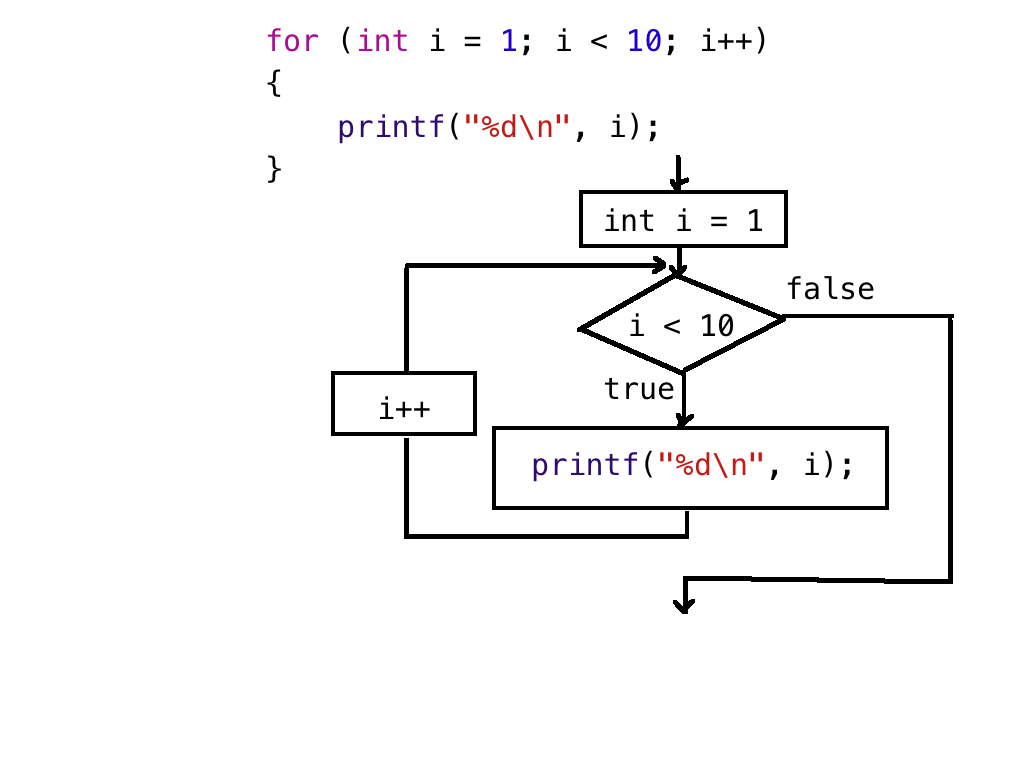 for (int i = 1; i < 10; i++)
{
    printf("%d\n", i);
}
int i = 1
false
i < 10
true
i++
printf("%d\n", i);